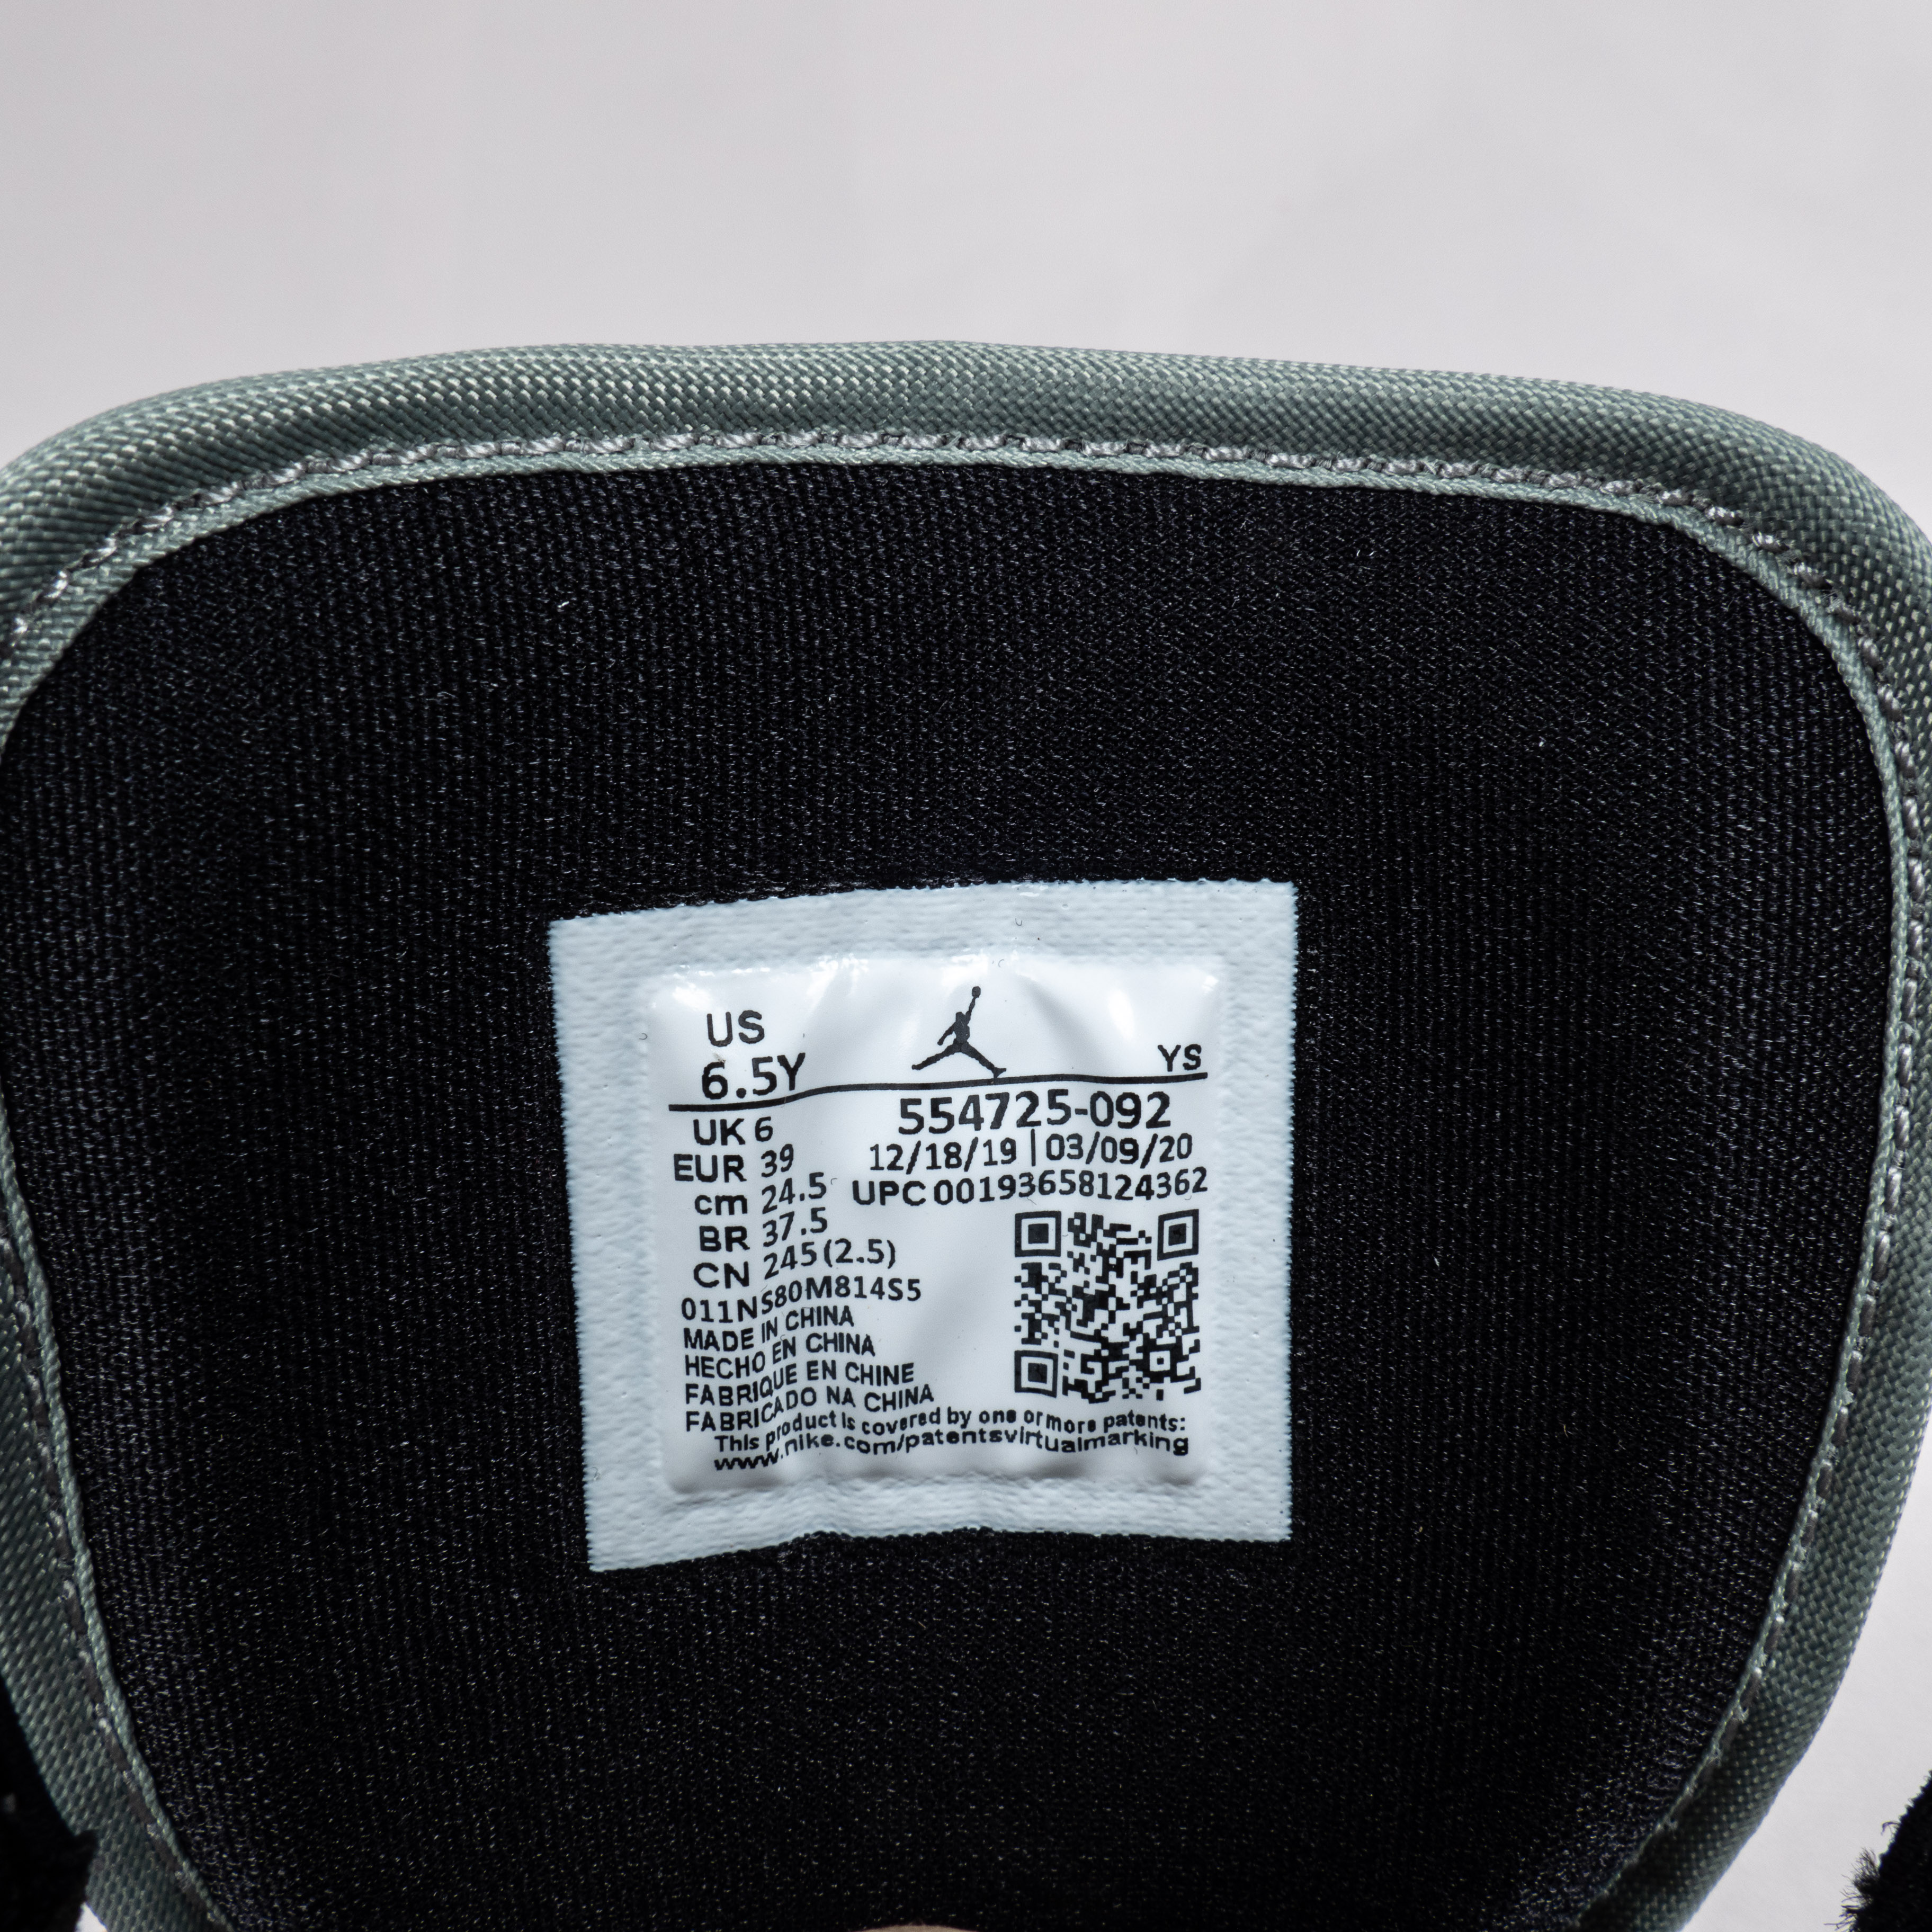 US
6.5Y
YS
UK 6
EUR 39
cm 24.5
BR 37.5
CN 245(2.5)
554725-092
12/18/19 | 03/09/20
UPC 00193658124362
011NS80M814S5
MADE IN CHINA
HECHO EN CHINA
FABRIQUE EN CHINE
FABRICADO NA CHINA
This product is covered by one or more patents:
www.nike.com/patentsvirtualmarking